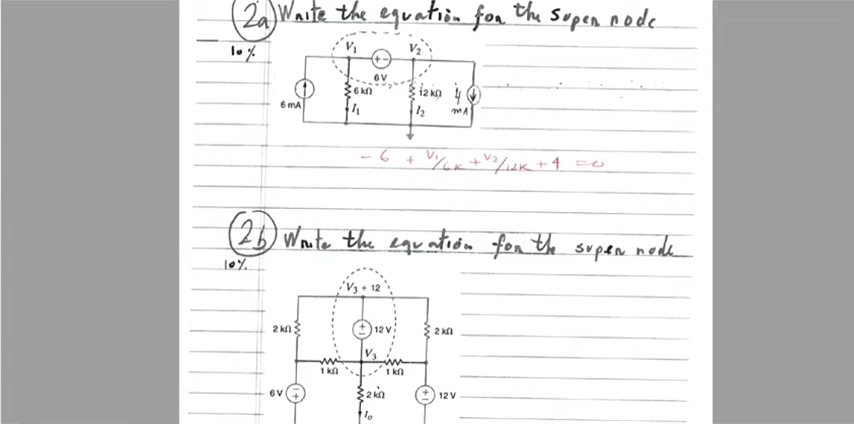 2a) Write the equation for the super node
10%
V1 V2
+ -
6V
6 kΩ 12 kΩ 4
6 mA I1 I2 mA
- 6 + V1/6K + V2/12K + 4 = 0
2b) Write the equation for the super node
10%
V3 + 12
2 kΩ 12 V 2 kΩ
V3
1 kΩ 1 kΩ
6 V 2 kΩ 12 V
Io